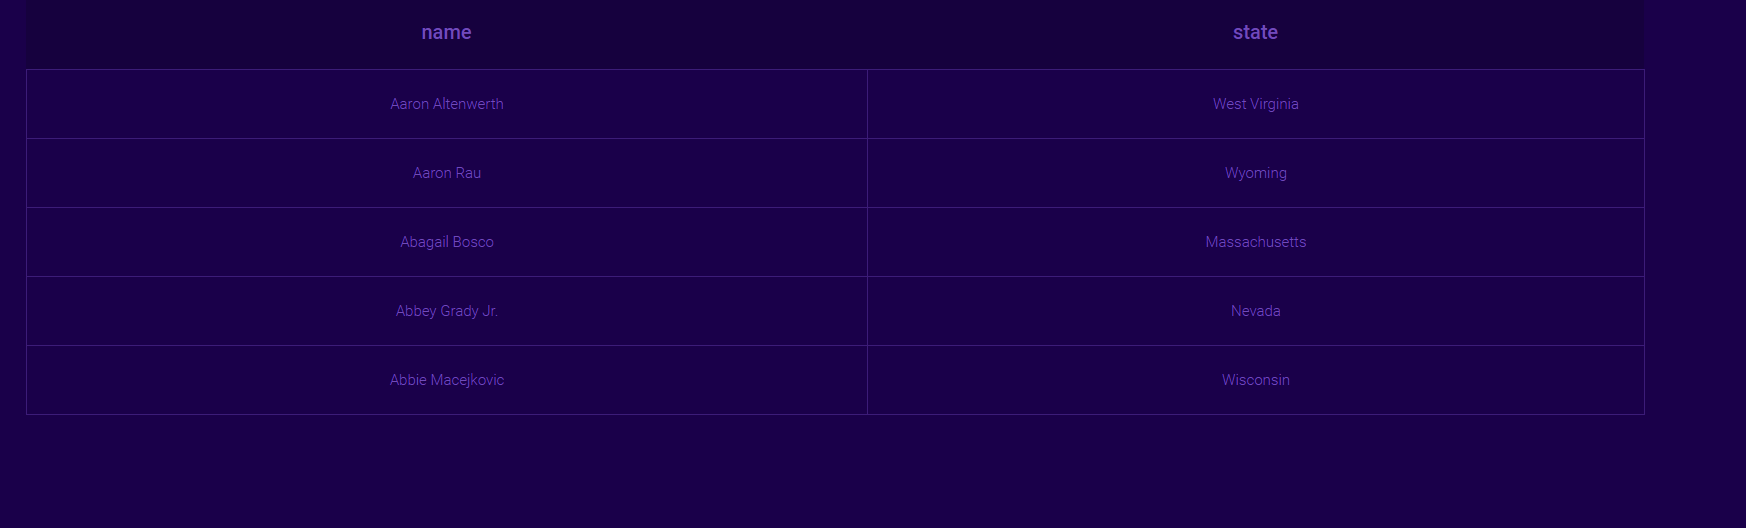 name state
Aaron Altenwerth West Virginia
Aaron Rau Wyoming
Abagail Bosco Massachusetts
Abbey Grady Jr. Nevada
Abbie Macejkovic Wisconsin